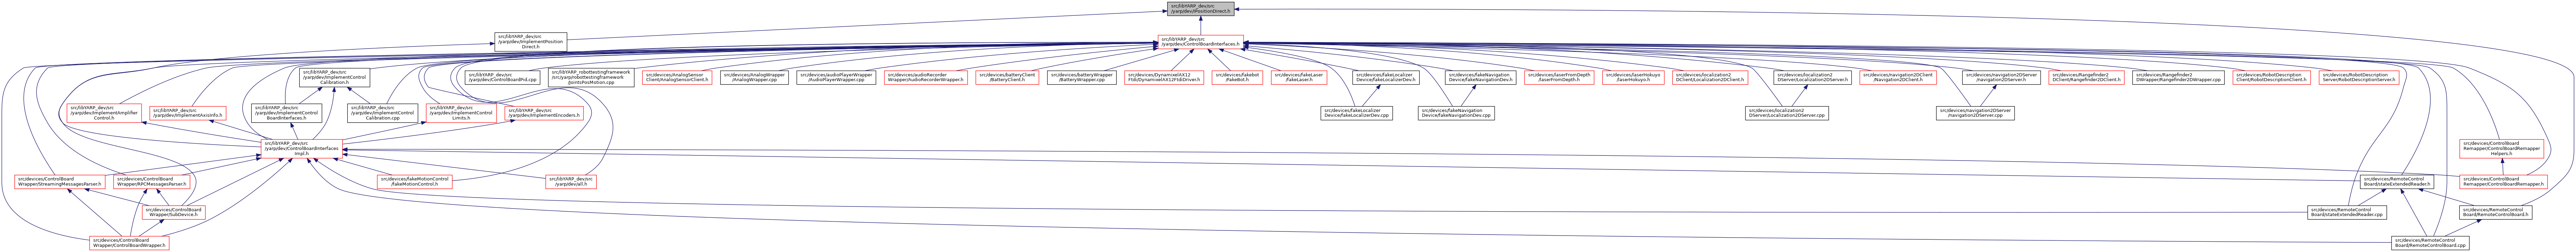 src/libYARP_dev/src
/yarp/dev/IPositionDirect.h
src/libYARP_dev/src
/yarp/dev/ImplementPosition
Direct.h
src/libYARP_dev/src
/yarp/dev/ControlBoardInterfaces.h
src/libYARP_dev/src
/yarp/dev/ImplementControl
Calibration.h
src/libYARP_dev/src
/yarp/dev/ControlBoardPid.cpp
src/libYARP_robottestingframework
/src/yarp/robottestingframework
/JointsPosMotion.cpp
src/devices/AnalogSensor
Client/AnalogSensorClient.h
src/devices/AnalogWrapper
/AnalogWrapper.cpp
src/devices/audioPlayerWrapper
/AudioPlayerWrapper.cpp
src/devices/audioRecorder
Wrapper/AudioRecorderWrapper.h
src/devices/BatteryClient
/BatteryClient.h
src/devices/BatteryWrapper
/BatteryWrapper.cpp
src/devices/DynamixelAX12
Ftdi/DynamixelAX12FtdiDriver.h
src/devices/fakebot
/FakeBot.h
src/devices/fakeLaser
/fakeLaser.h
src/devices/fakeLocalizer
Device/fakeLocalizerDev.h
src/devices/fakeNavigation
Device/fakeNavigationDev.h
src/devices/laserFromDepth
/laserFromDepth.h
src/devices/laserHokuyo
/laserHokuyo.h
src/devices/localization2
DClient/Localization2DClient.h
src/devices/localization2
DServer/Localization2DServer.h
src/devices/navigation2DClient
/Navigation2DClient.h
src/devices/navigation2DServer
/navigation2DServer.h
src/devices/Rangefinder2
DClient/Rangefinder2DClient.h
src/devices/Rangefinder2
DWrapper/Rangefinder2DWrapper.cpp
src/devices/RobotDescription
Client/RobotDescriptionClient.h
src/devices/RobotDescription
Server/RobotDescriptionServer.h
src/libYARP_dev/src
/yarp/dev/ImplementAmplifier
Control.h
src/libYARP_dev/src
/yarp/dev/ImplementAxisInfo.h
src/libYARP_dev/src
/yarp/dev/ImplementControl
BoardInterfaces.h
src/libYARP_dev/src
/yarp/dev/ImplementControl
Calibration.cpp
src/libYARP_dev/src
/yarp/dev/ImplementControl
Limits.h
src/libYARP_dev/src
/yarp/dev/ImplementEncoders.h
src/devices/fakeLocalizer
Device/fakeLocalizerDev.cpp
src/devices/fakeNavigation
Device/fakeNavigationDev.cpp
src/devices/localization2
DServer/Localization2DServer.cpp
src/devices/navigation2DServer
/navigation2DServer.cpp
src/libYARP_dev/src
/yarp/dev/ControlBoardInterfaces
Impl.h
src/devices/ControlBoard
Remapper/ControlBoardRemapper
Helpers.h
src/devices/ControlBoard
Wrapper/StreamingMessagesParser.h
src/devices/ControlBoard
Wrapper/RPCMessagesParser.h
src/devices/fakeMotionControl
/fakeMotionControl.h
src/libYARP_dev/src
/yarp/dev/all.h
src/devices/RemoteControl
Board/stateExtendedReader.h
src/devices/ControlBoard
Remapper/ControlBoardRemapper.h
src/devices/ControlBoard
Wrapper/SubDevice.h
src/devices/RemoteControl
Board/stateExtendedReader.cpp
src/devices/RemoteControl
Board/RemoteControlBoard.h
src/devices/ControlBoard
Wrapper/ControlBoardWrapper.h
src/devices/RemoteControl
Board/RemoteControlBoard.cpp